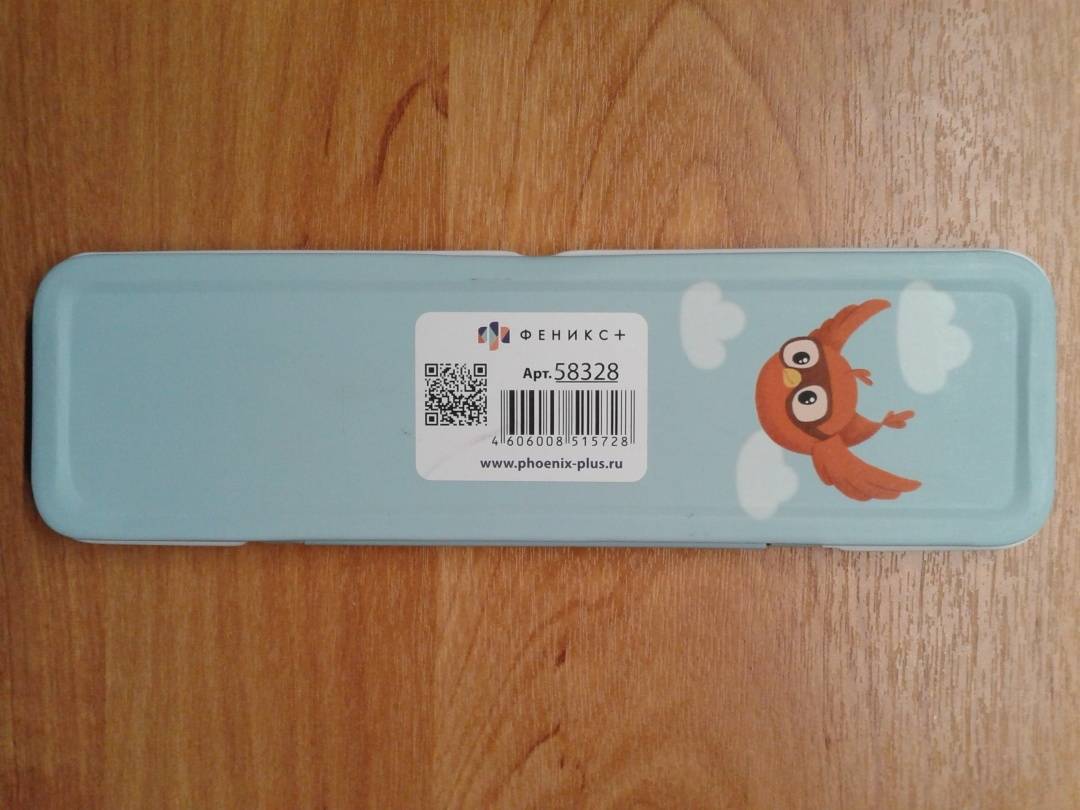 ФЕНИКС+
Арт. 58328
4 606008 515728
www.phoenix-plus.ru